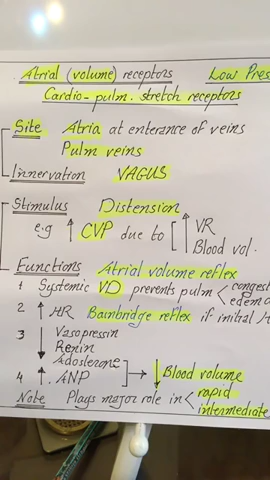 . Atrial (volume) receptors Low Pres
Cardio-pulm. stretch receptors
Site Atria at enterance of veins
Pulm veins
Innervation VAGUS
Stimulus Distension
e.g ↑ CVP due to [ ↑ VR
Blood vol.
Functions Atrial volume reflex
1 Systemic VD prevents pulm < congest
edema
2 ↑ HR Bainbridge reflex if initial H
3 ↓ Vasopressin
Renin
Adosterone
4 ↑ . ANP → ↓ Blood volume
Note Plays major role in < rapid
intermediate